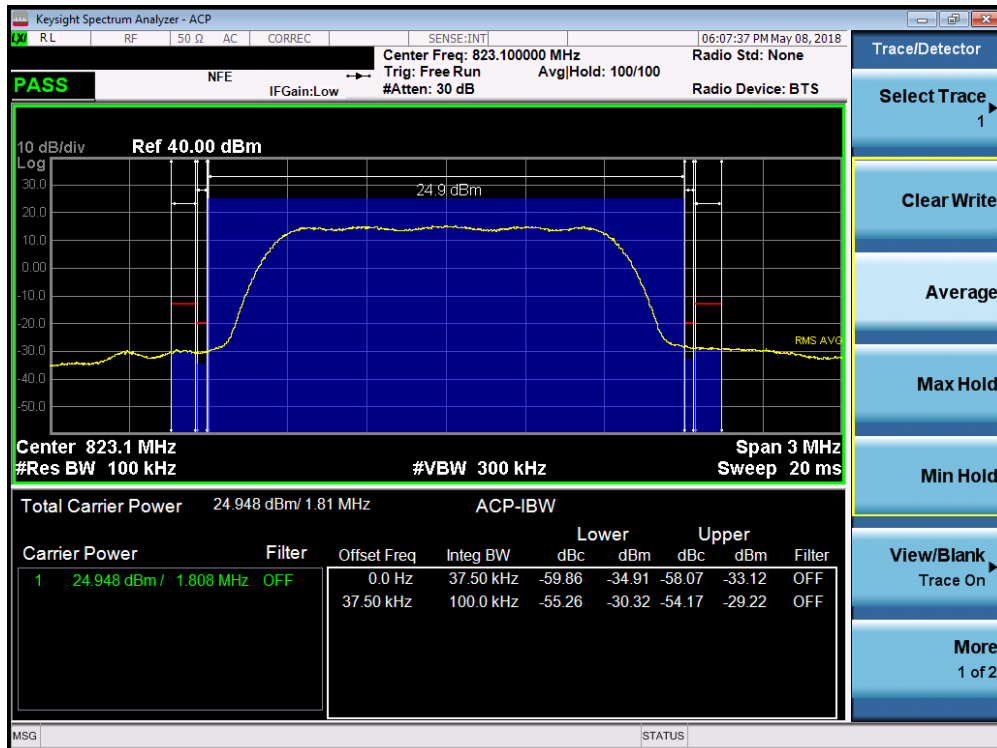 Keysight Spectrum Analyzer - ACP
LXI RL RF 50 Ω AC CORREC SENSE:INT 06:07:37 PM May 08, 2018
Center Freq: 823.100000 MHz Radio Std: None
NFE Trig: Free Run Avg|Hold: 100/100
PASS IFGain:Low #Atten: 30 dB Radio Device: BTS
10 dB/div Ref 40.00 dBm
Log
30.0
24.9 dBm
20.0
10.0
0.00
-10.0
-20.0
RMS AVG
-30.0
-40.0
-50.0
Center 823.1 MHz Span 3 MHz
#Res BW 100 kHz #VBW 300 kHz Sweep 20 ms
Total Carrier Power 24.948 dBm/ 1.81 MHz ACP-IBW
Lower Upper
Carrier Power Filter Offset Freq Integ BW dBc dBm dBc dBm Filter
1 24.948 dBm / 1.808 MHz OFF 0.0 Hz 37.50 kHz -59.86 -34.91 -58.07 -33.12 OFF
37.50 kHz 100.0 kHz -55.26 -30.32 -54.17 -29.22 OFF
MSG STATUS
Trace/Detector
Select Trace
1
Clear Write
Average
Max Hold
Min Hold
View/Blank
Trace On
More
1 of 2